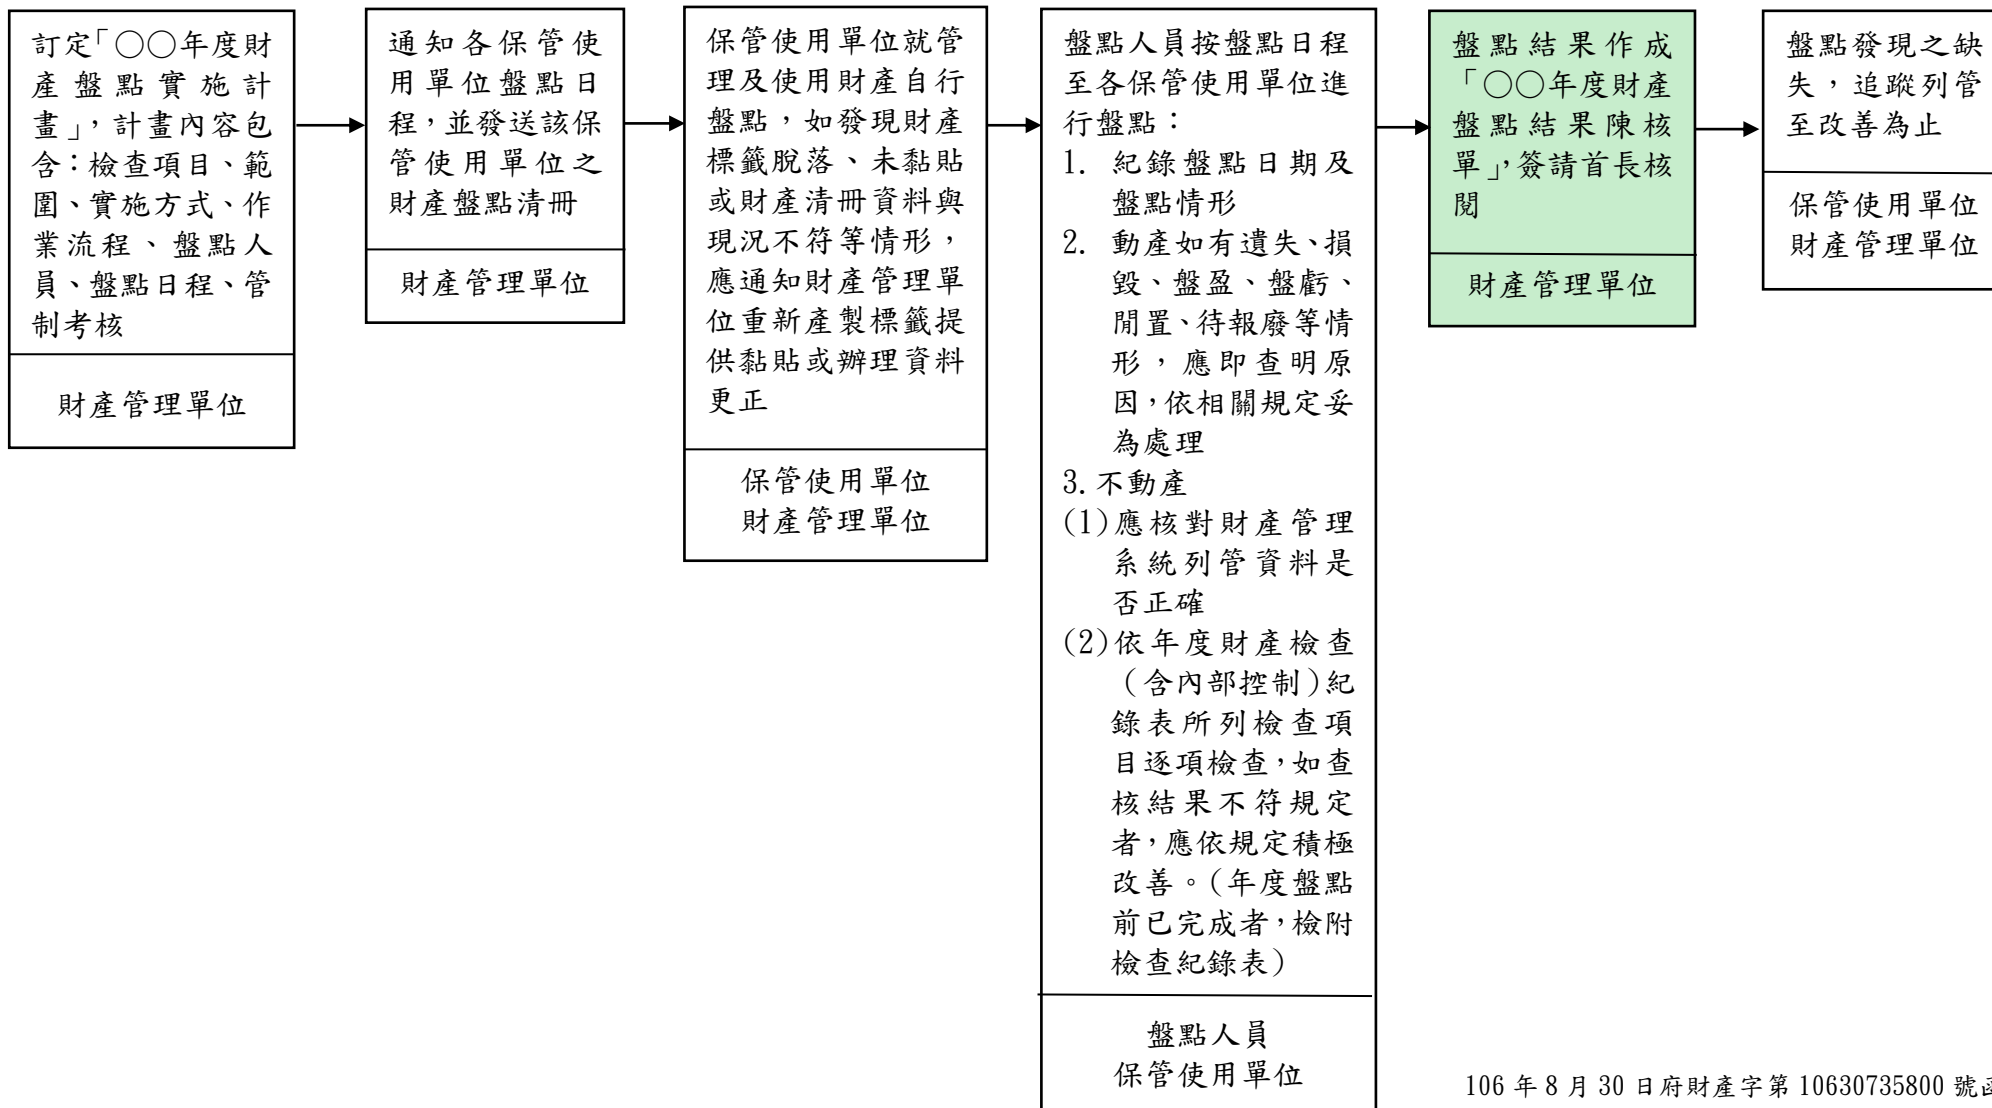 訂定「○○年度財
產盤點實施計
畫」，計畫內容包
含：檢查項目、範
圍、實施方式、作
業流程、盤點人
員、盤點日程、管
制考核
財產管理單位
通知各保管使
用單位盤點日
程，並發送該保
管使用單位之
財產盤點清冊
財產管理單位
保管使用單位就管
理及使用財產自行
盤點，如發現財產
標籤脫落、未黏貼
或財產清冊資料與
現況不符等情形，
應通知財產管理單
位重新產製標籤提
供黏貼或辦理資料
更正
保管使用單位
財產管理單位
盤點人員按盤點日程
至各保管使用單位進
行盤點：
1. 紀錄盤點日期及
盤點情形
2. 動產如有遺失、損
毀、盤盈、盤虧、
閒置、待報廢等情
形，應即查明原
因，依相關規定妥
為處理
3.不動產
(1)應核對財產管理
系統列管資料是
否正確
(2)依年度財產檢查
（含內部控制）紀
錄表所列檢查項
目逐項檢查，如查
核結果不符規定
者，應依規定積極
改善。（年度盤點
前已完成者，檢附
檢查紀錄表）
盤點人員
保管使用單位
盤點結果作成
「○○年度財產
盤點結果陳核
單」，簽請首長核
閱
財產管理單位
盤點發現之缺
失，追蹤列管
至改善為止
保管使用單位
財產管理單位
106 年 8 月 30 日府財產字第 10630735800 號函